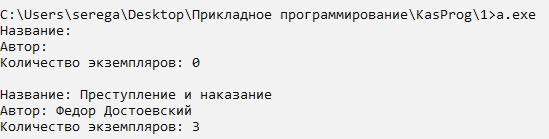 C:\Users\serega\Desktop\Прикладное программирование\KasProg\1>a.exe
Название:
Автор:
Количество экземпляров: 0
Название: Преступление и наказание
Автор: Федор Достоевский
Количество экземпляров: 3